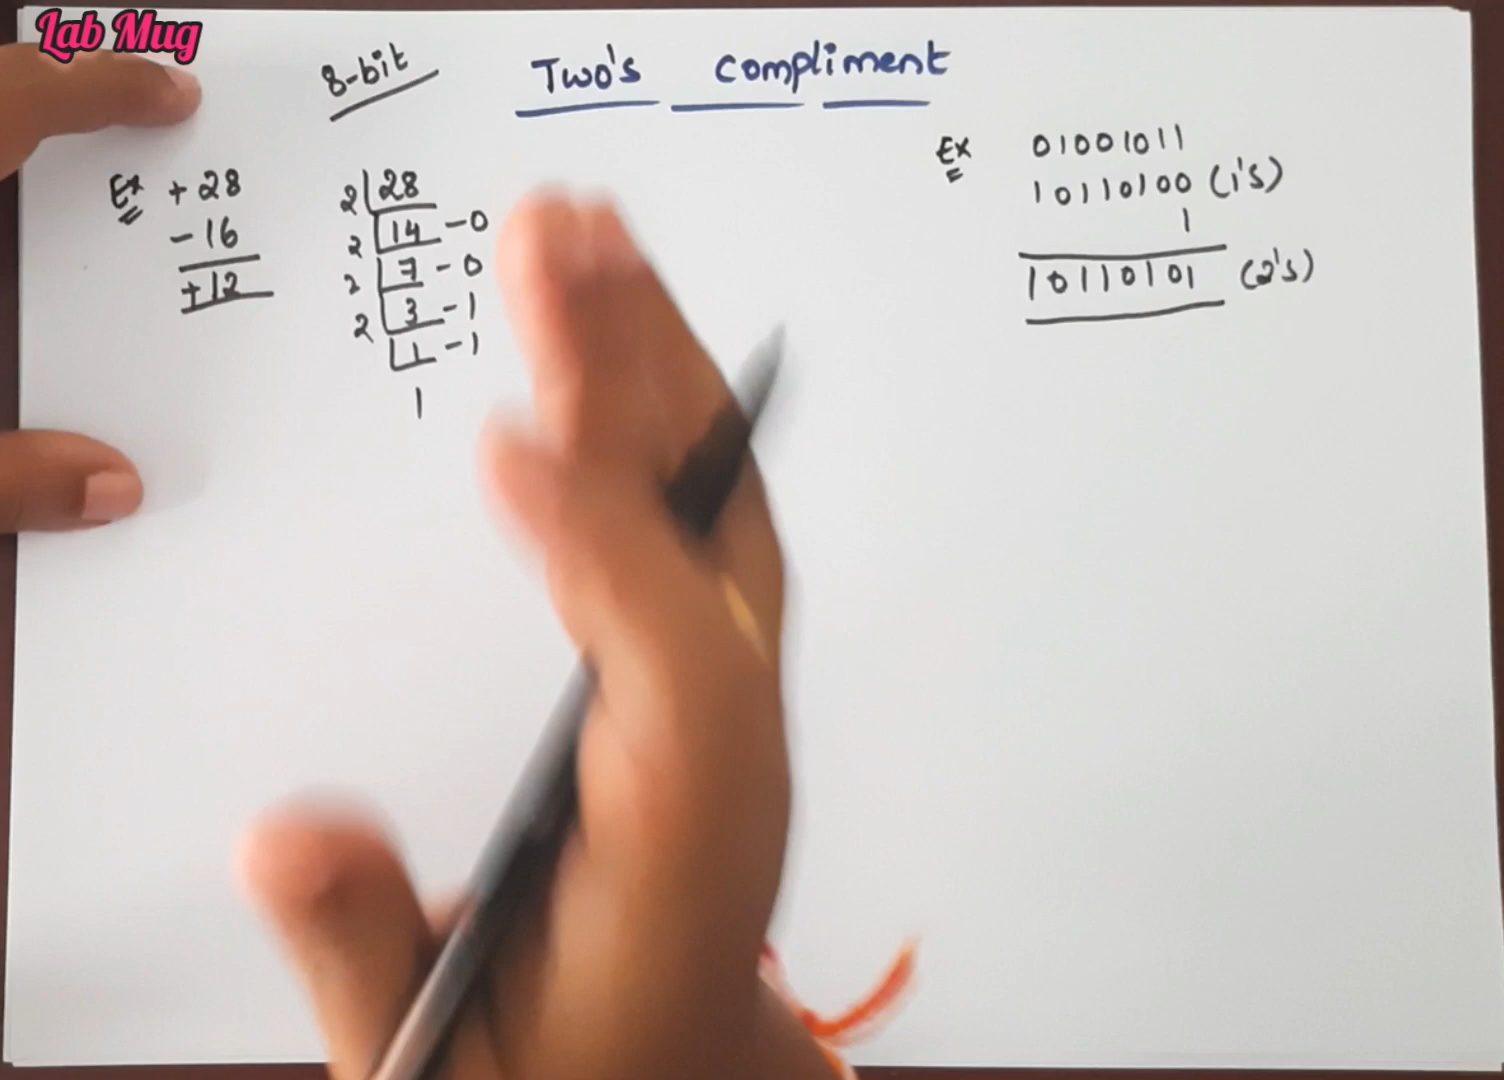 Lab Mug
8-bit Two's compliment
Ex + 28
- 16
+12
2 28
2 14 - 0
2 7 - 0
2 3 - 1
1 - 1
1
Ex 01001011
10110100 (1's)
1
10110101 (2's)